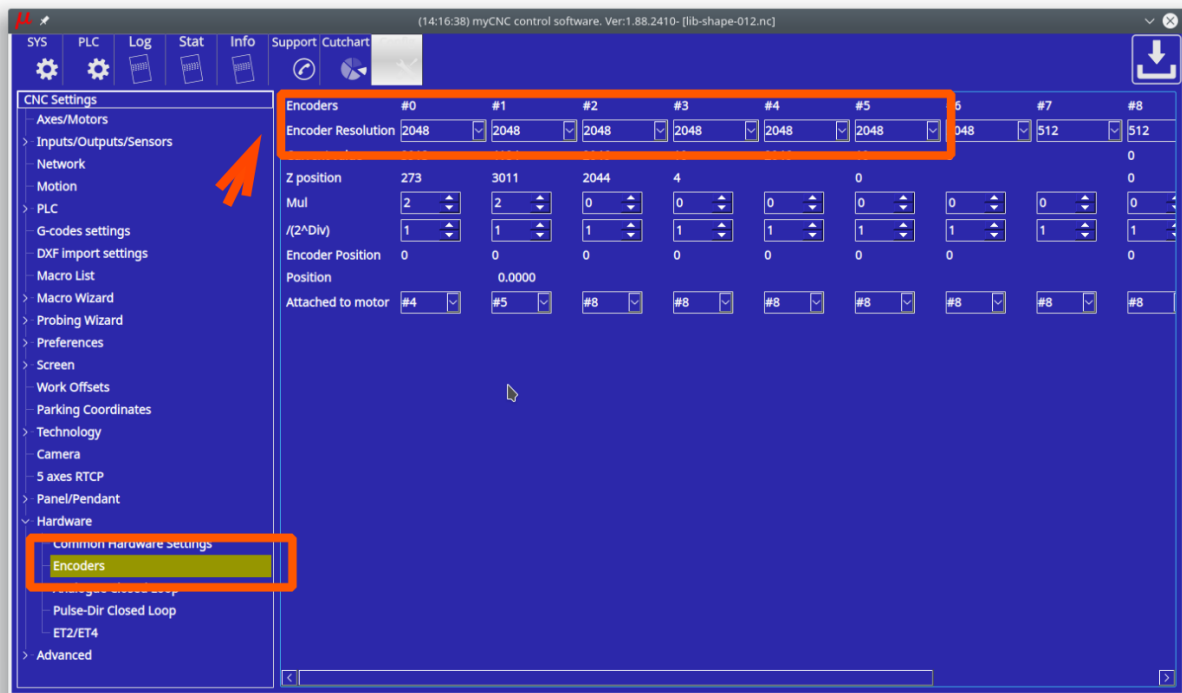 (14:16:38) myCNC control software. Ver:1.88.2410- [lib-shape-012.nc]
SYS PLC Log Stat Info Support Cutchart
CNC Settings
Axes/Motors
Inputs/Outputs/Sensors
Network
Motion
PLC
G-codes settings
DXF import settings
Macro List
Macro Wizard
Probing Wizard
Preferences
Screen
Work Offsets
Parking Coordinates
Technology
Camera
5 axes RTCP
Panel/Pendant
Hardware
Common Hardware Settings
Encoders
Pulse-Dir Closed Loop
ET2/ET4
Advanced
Encoders #0 #1 #2 #3 #4 #5 #7 #8
Encoder Resolution 2048 2048 2048 2048 2048 2048 512 512
0
Z position 273 3011 2044 4 0 0
Mul 2 2 0 0 0 0 0 0 0
/(2^Div) 1 1 1 1 1 1 1 1 1
Encoder Position 0 0 0 0 0 0 0 0
Position 0.0000
Attached to motor #4 #5 #8 #8 #8 #8 #8 #8 #8